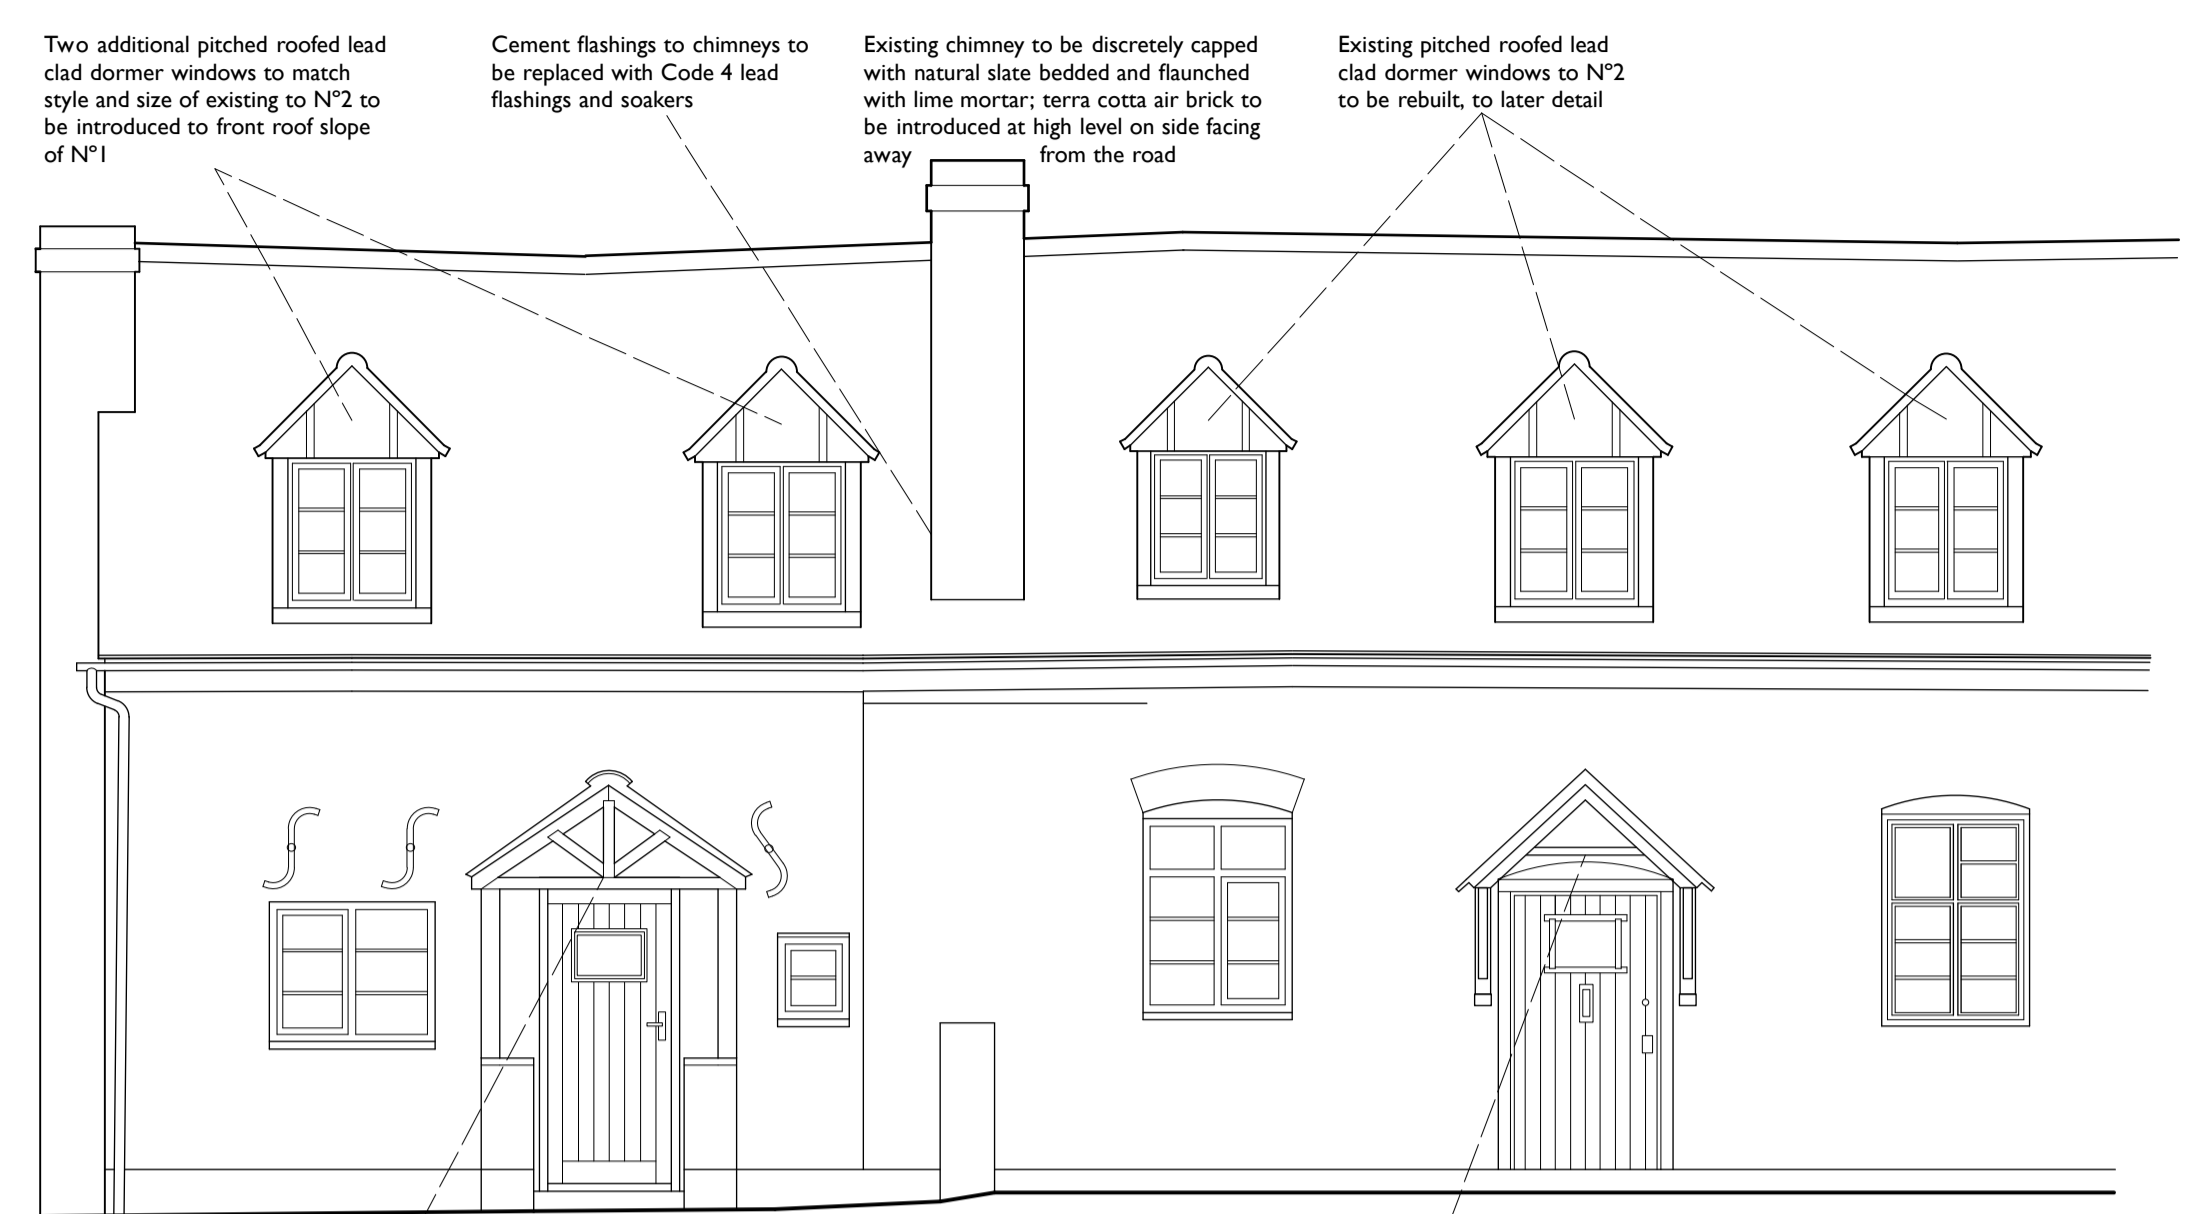 Two additional pitched roofed lead
clad dormer windows to match
style and size of existing to Nº2 to
be introduced to front roof slope
of Nº1
Cement flashings to chimneys to
be replaced with Code 4 lead
flashings and soakers
Existing chimney to be discretely capped
with natural slate bedded and flaunched
with lime mortar; terra cotta air brick to
be introduced at high level on side facing
away from the road
Existing pitched roofed lead
clad dormer windows to Nº2
to be rebuilt, to later detail